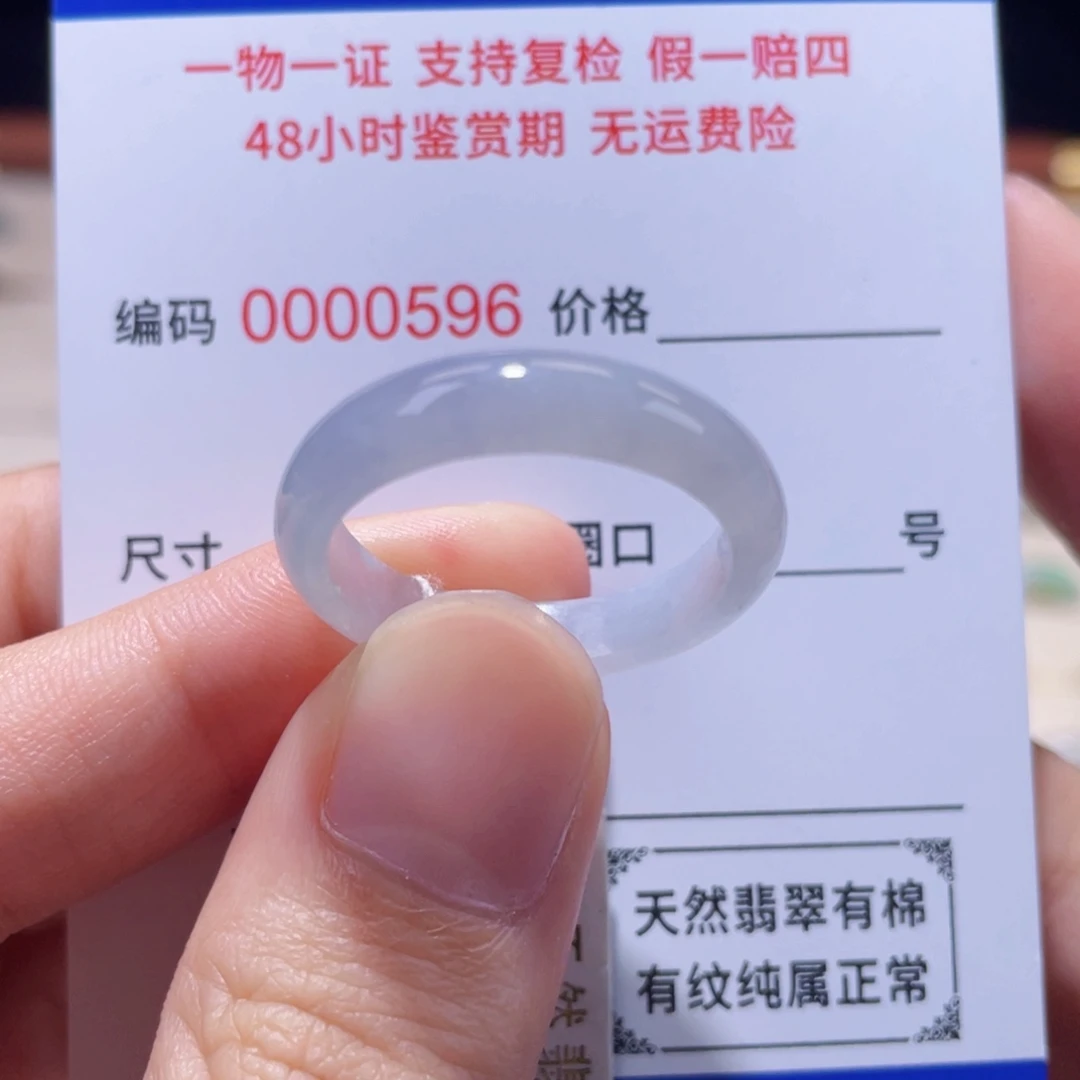 一物一证 支持复检 假一赔四
48小时鉴赏期 无运费险
编码 0000596 价格
尺寸 圈口 号
天然翡翠有棉
有纹纯属正常